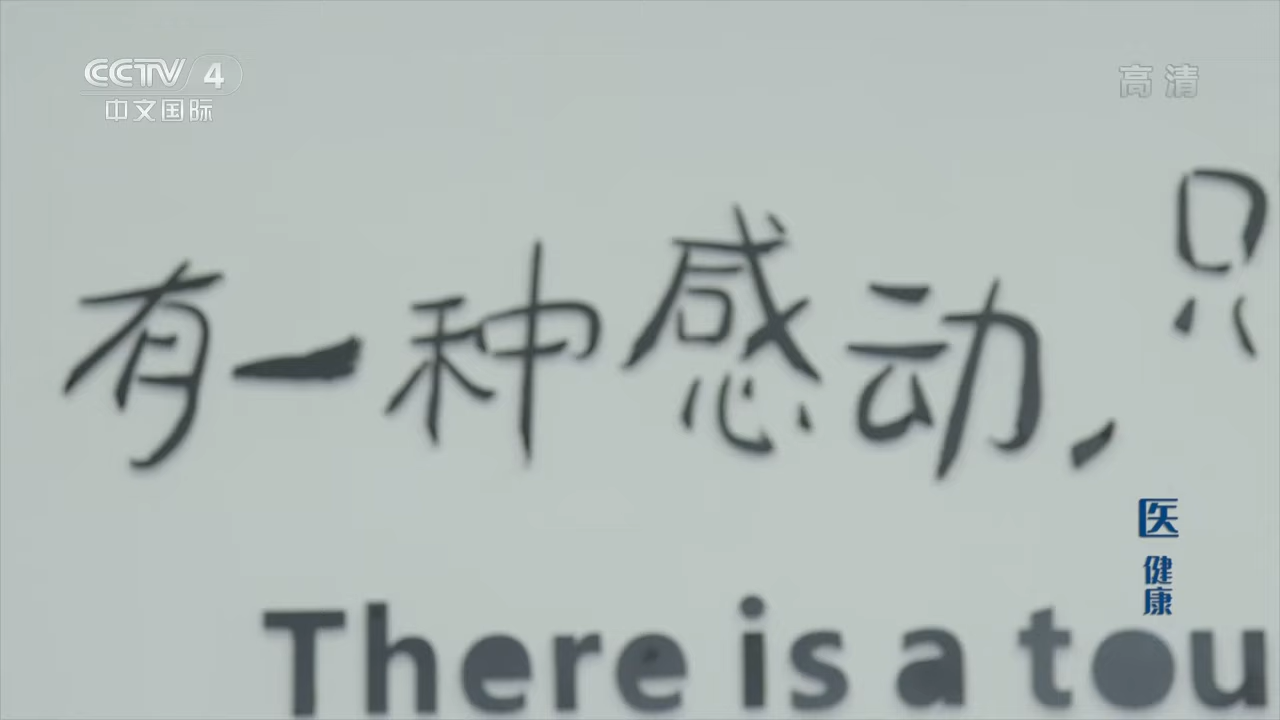 CCTV 4
中文国际
高清
有一种感动，只
医
健康
There is a tou